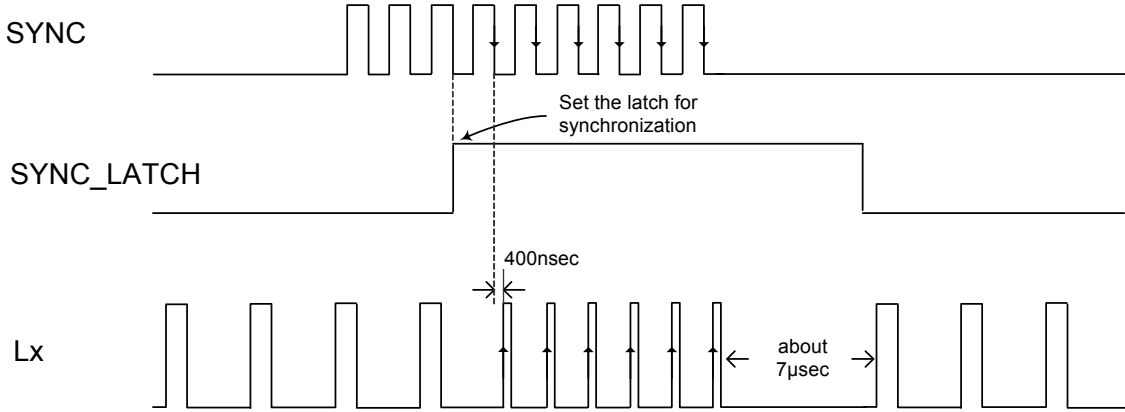 SYNC
Set the latch for
synchronization
SYNC_LATCH
400nsec
Lx
about
7µsec